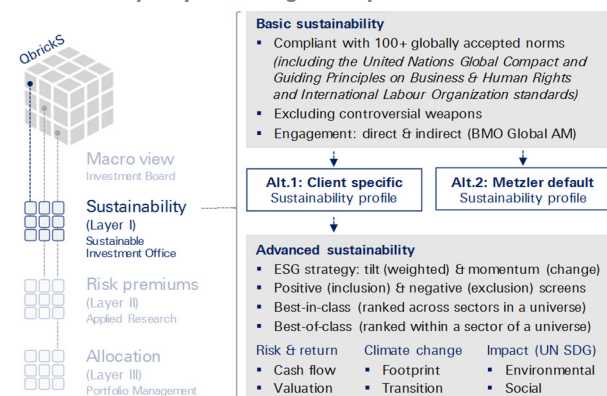 QbrickS
Macro view
Investment Board
Sustainability
(Layer I)
Sustainable
Investment Office
Risk premiums
(Layer II)
Applied Research
Allocation
(Layer III)
Portfolio Management
Basic sustainability
▪ Compliant with 100+ globally accepted norms
(including the United Nations Global Compact and
Guiding Principles on Business & Human Rights
and International Labour Organization standards)
▪ Excluding controversial weapons
▪ Engagement: direct & indirect (BMO Global AM)
Alt.1: Client specific
Sustainability profile
Alt.2: Metzler default
Sustainability profile
Advanced sustainability
▪ ESG strategy: tilt (weighted) & momentum (change)
▪ Positive (inclusion) & negative (exclusion) screens
▪ Best-in-class (ranked across sectors in a universe)
▪ Best-of-class (ranked within a sector of a universe)
Risk & return
▪ Cash flow
▪ Valuation
Climate change
▪ Footprint
▪ Transition
Impact (UN SDG)
▪ Environmental
▪ Social